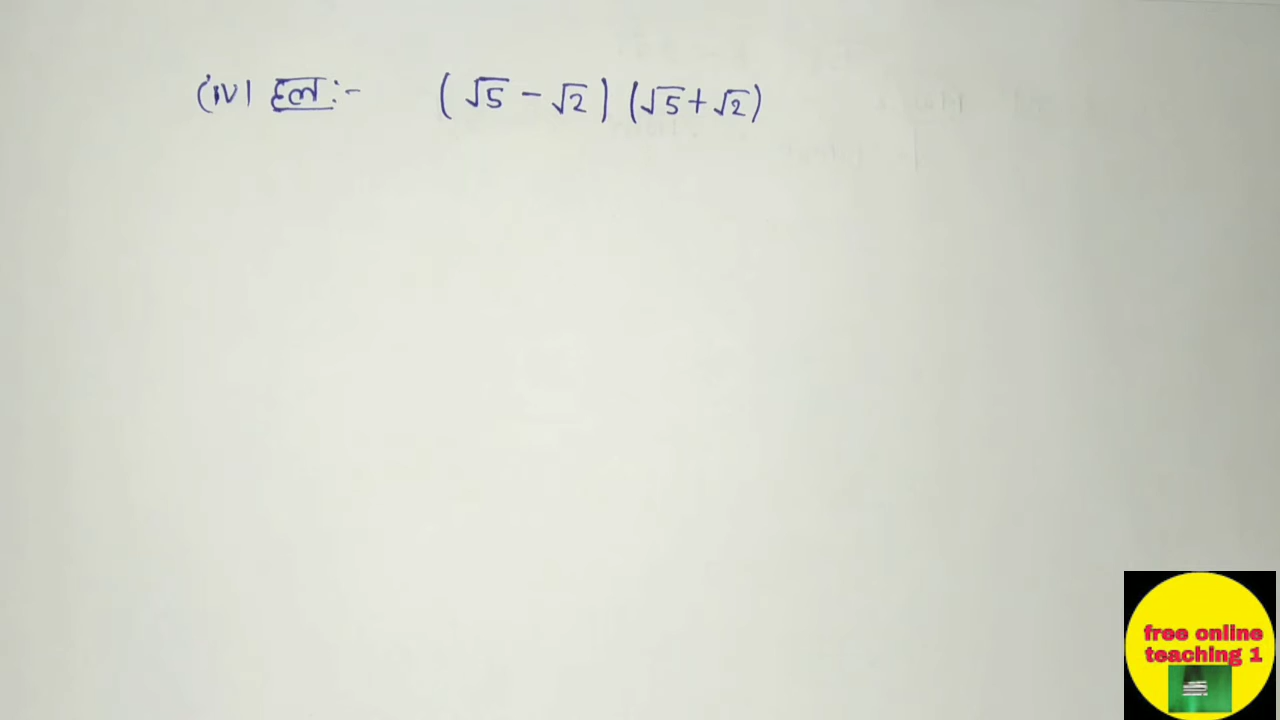 (iv) हल :- (√5 - √2) (√5 + √2)
free online
teaching 1